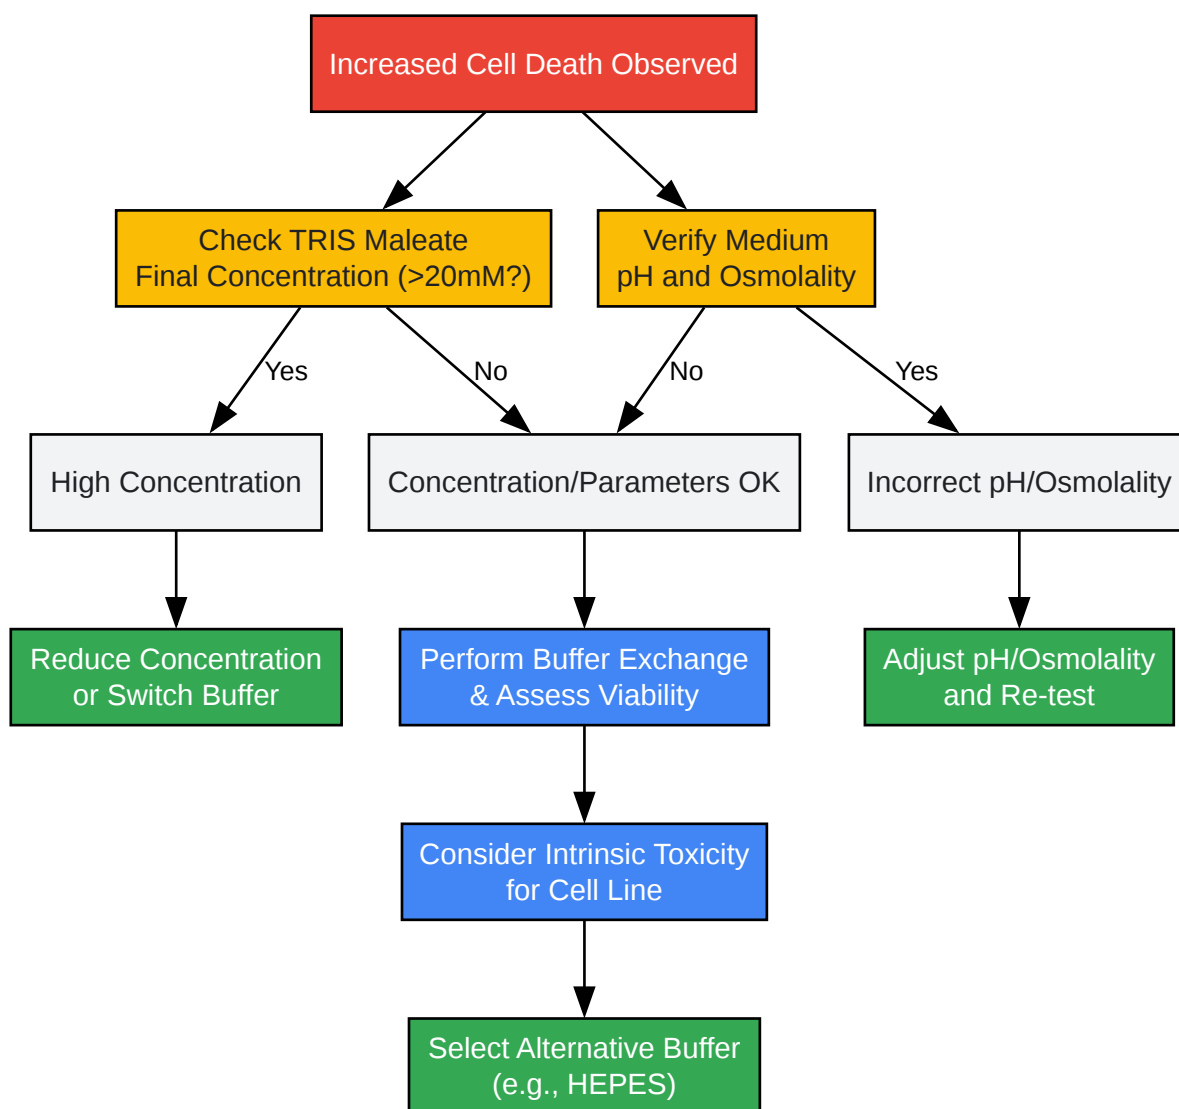 Increased Cell Death Observed
Check TRIS Maleate
Final Concentration (>20mM?)
Verify Medium
pH and Osmolality
Yes
No
No
Yes
High Concentration
Concentration/Parameters OK
Incorrect pH/Osmolality
Reduce Concentration
or Switch Buffer
Perform Buffer Exchange
& Assess Viability
Adjust pH/Osmolality
and Re-test
Consider Intrinsic Toxicity
for Cell Line
Select Alternative Buffer
(e.g., HEPES)